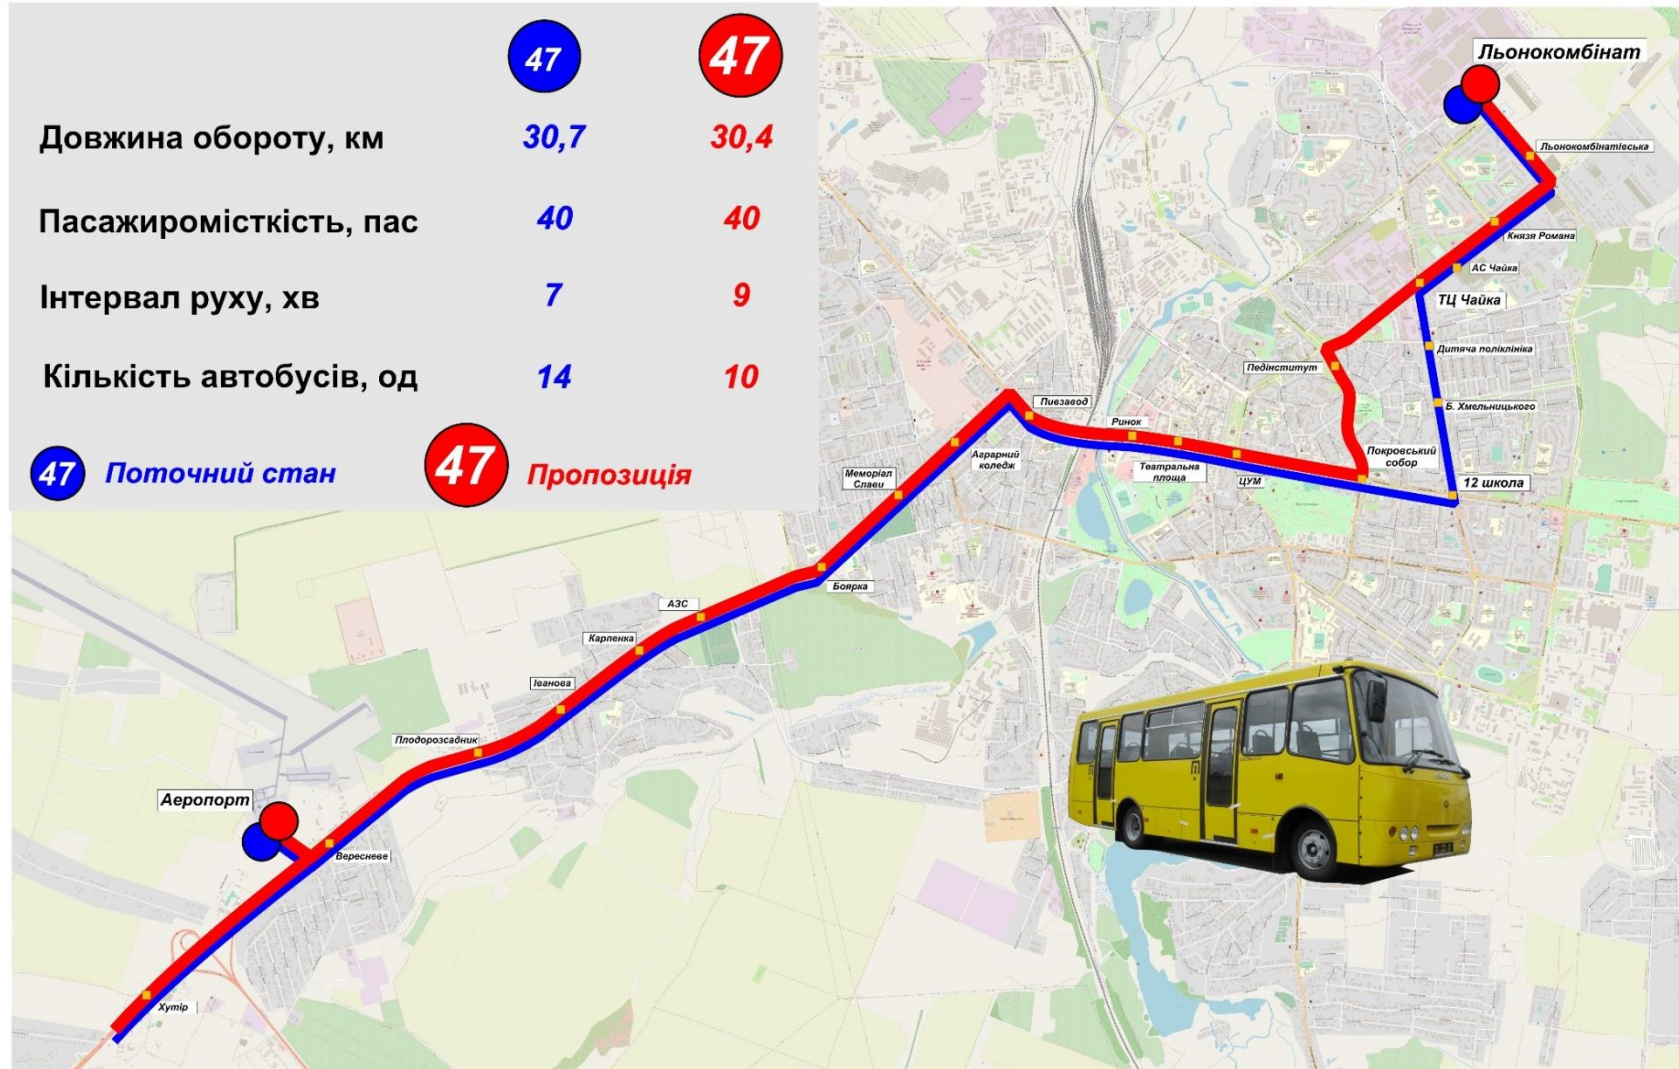 47 47
Довжина обороту, км 30,7 30,4
Пасажиромісткість, пас 40 40
Інтервал руху, хв 7 9
Кількість автобусів, од 14 10
47 Поточний стан 47 Пропозиція
Льонокомбінат
Льонокомбінатівська
Князя Романа
АС Чайка
ТЦ Чайка
Дитяча поліклініка
Педінститут
Б. Хмельницького
Покровський
собор
12 школа
Пивзавод
Ринок
Театральна
площа
ЦУМ
Аграрний
коледж
Меморіал
Слави
Боярка
АЗС
Карпенка
Іванова
Плодорозсадник
Аеропорт
Вересневе
Хутір